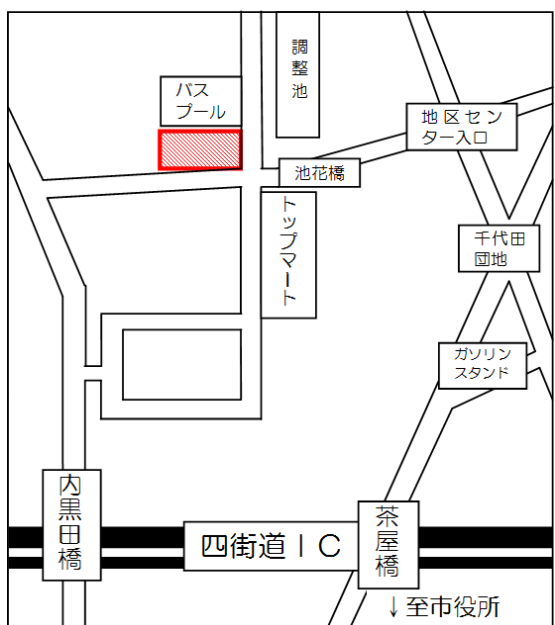 バス
プール
調整池
地区セン
ター入口
池花橋
トップマート
千代田
団地
ガソリン
スタンド
内黒田橋
四街道IC
茶屋橋
↓至市役所